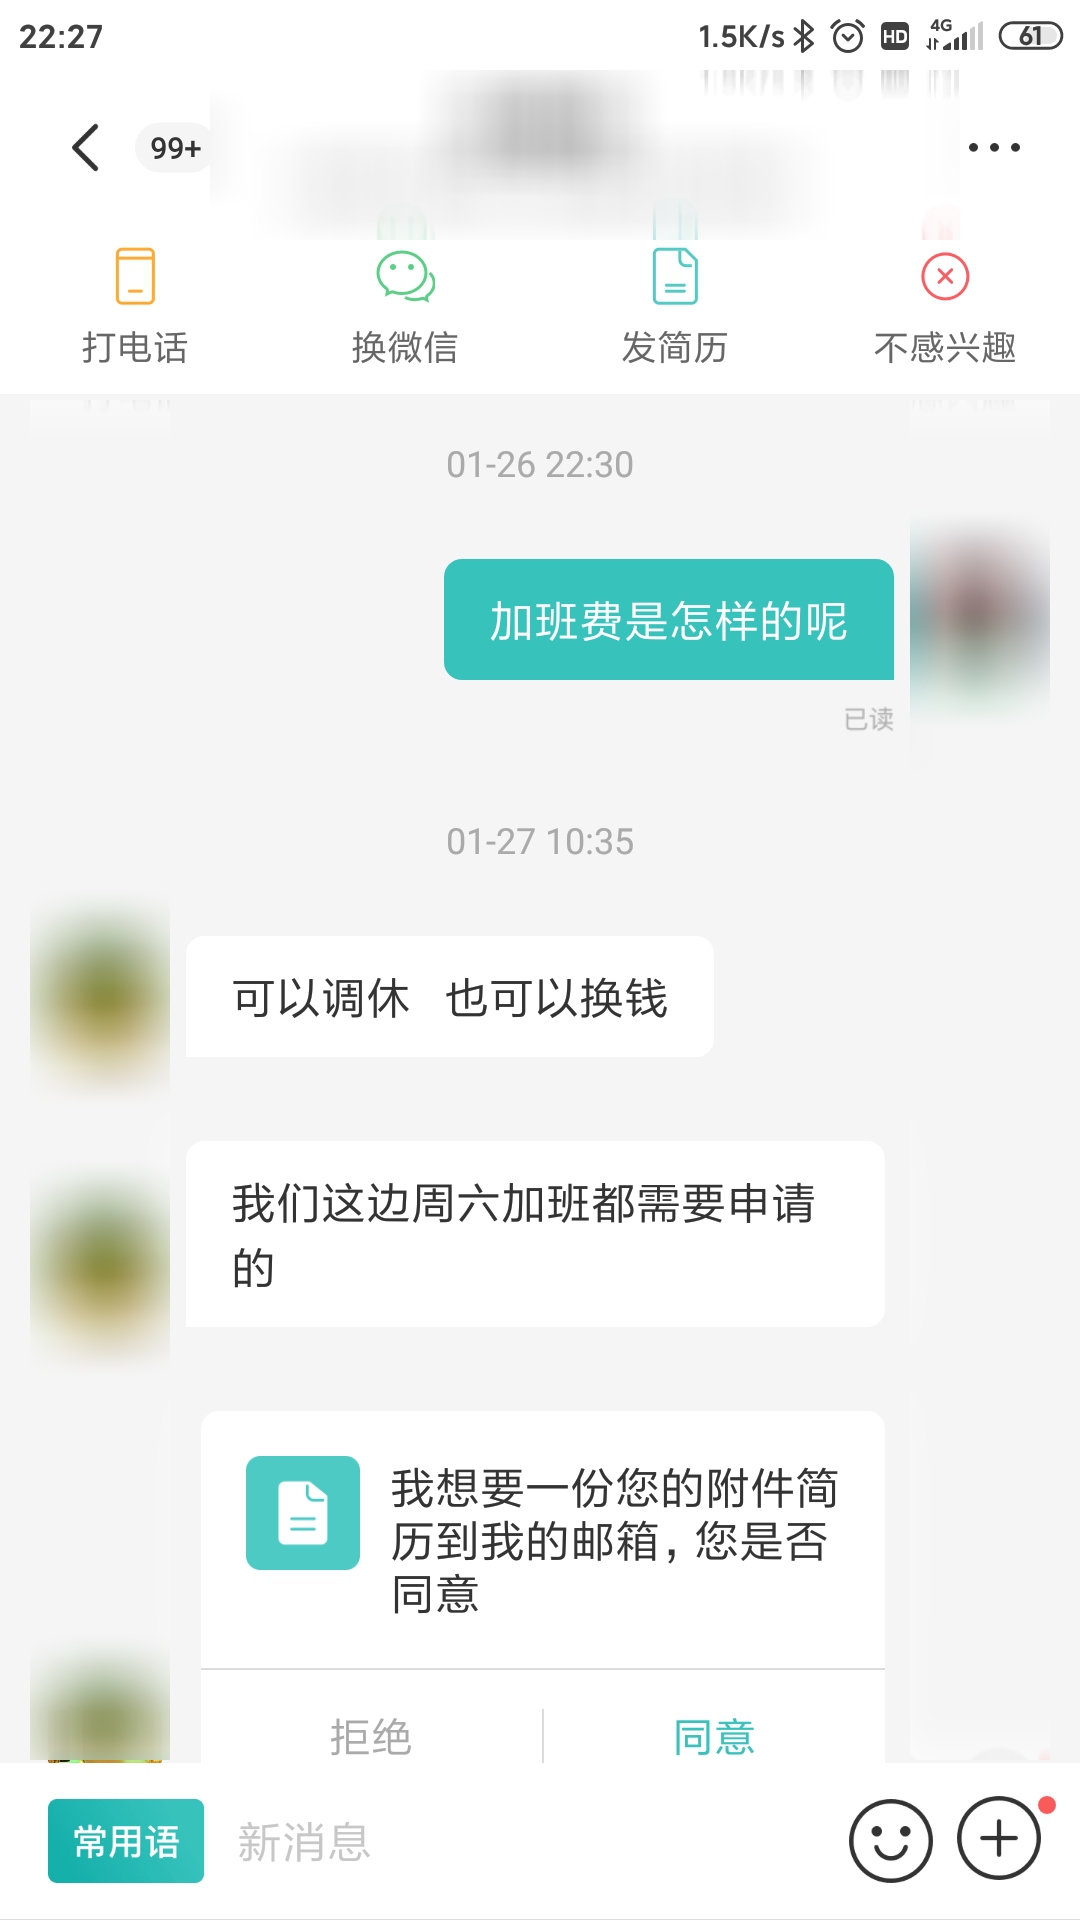 22:27
1.5K/s HD 4G 61
99+
打电话
换微信
发简历
不感兴趣
01-26 22:30
加班费是怎样的呢
已读
01-27 10:35
可以调休 也可以换钱
我们这边周六加班都需要申请
的
我想要一份您的附件简
历到我的邮箱，您是否
同意
拒绝
同意
常用语
新消息